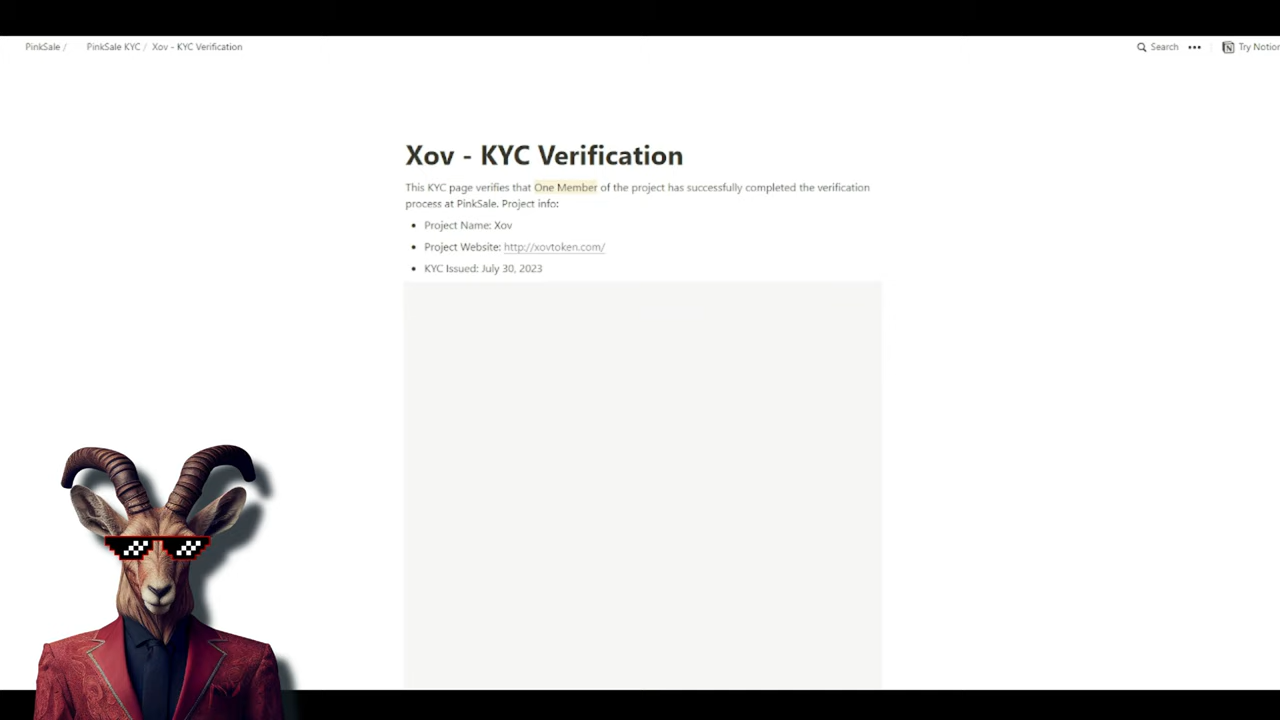 PinkSale / PinkSale KYC / Xov - KYC Verification
Search ••• Try Notion
Xov - KYC Verification
This KYC page verifies that One Member of the project has successfully completed the verification
process at PinkSale. Project info:
• Project Name: Xov
• Project Website: http://xovtoken.com/
• KYC Issued: July 30, 2023